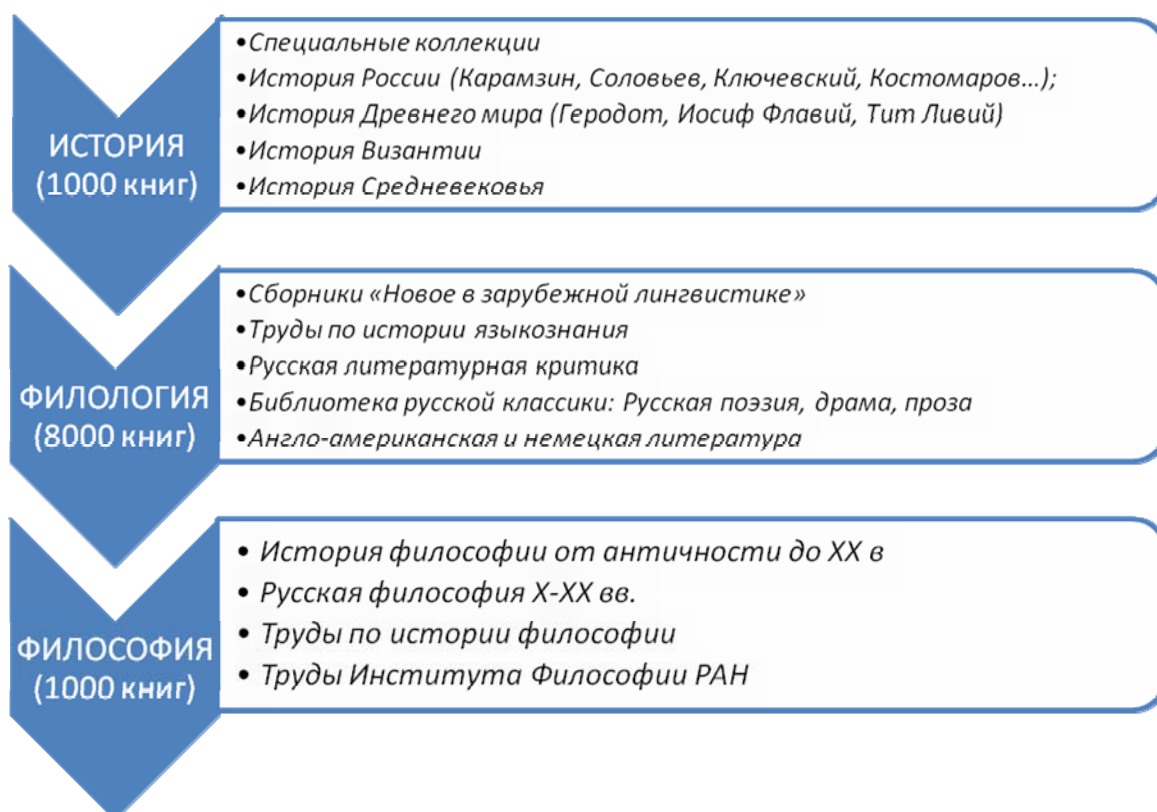 ИСТОРИЯ
(1000 книг)
•Специальные коллекции
•История России (Карамзин, Соловьев, Ключевский, Костомаров...);
•История Древнего мира (Геродот, Иосиф Флавий, Тит Ливий)
•История Византии
•История Средневековья
ФИЛОЛОГИЯ
(8000 книг)
•Сборники «Новое в зарубежной лингвистике»
•Труды по истории языкознания
•Русская литературная критика
•Библиотека русской классики: Русская поэзия, драма, проза
•Англо-американская и немецкая литература
ФИЛОСОФИЯ
(1000 книг)
• История философии от античности до XX в
• Русская философия X-XX вв.
• Труды по истории философии
• Труды Института Философии РАН